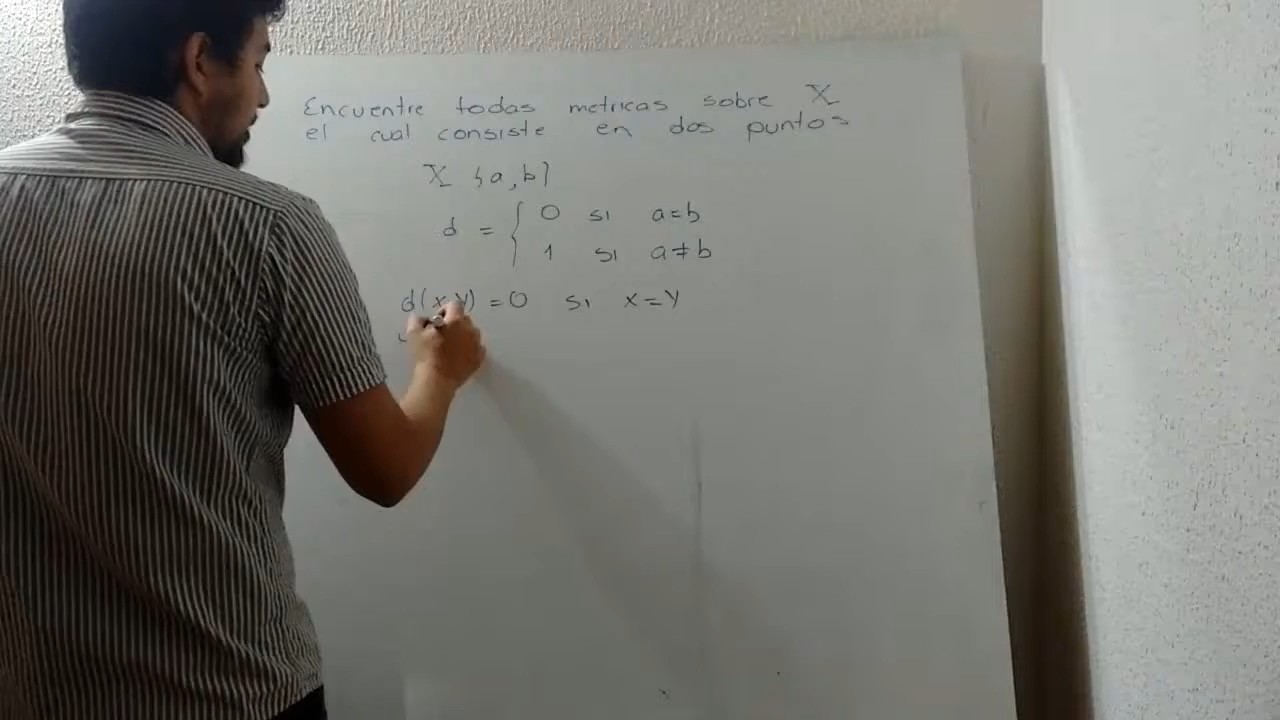 Encuentre todas metricas sobre X
el cual consiste en dos puntos
X {a,b}
d = { 0 si a=b
1 si a≠b
d(x,y) = 0 si x=y